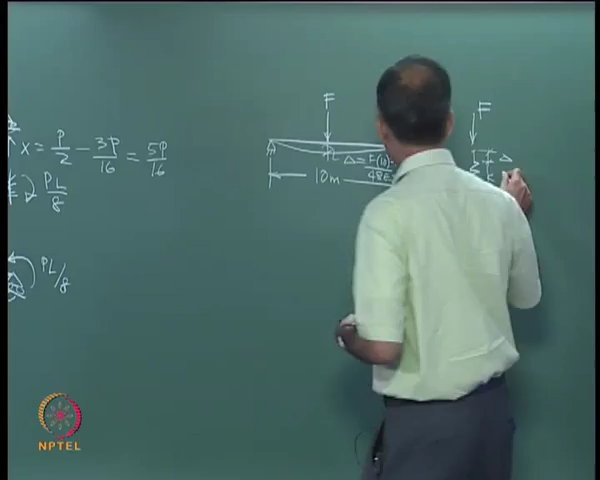 x = P/2 - 3P/16 = 5P/16
PL/8
PL/8
F
Δ = F(10)
48E
10m
F
Δ
NPTEL